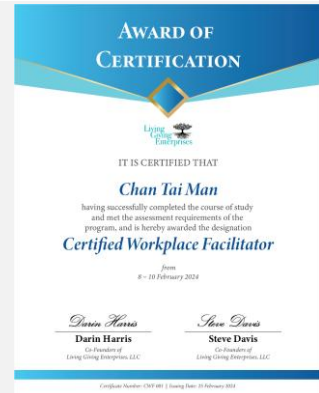 AWARD OF
CERTIFICATION
Living
Giving
Enterprises
IT IS CERTIFIED THAT
Chan Tai Man
having successfully completed the course of study
and met the assessment requirements of the
program, and is hereby awarded the designation
Certified Workplace Facilitator
from
8 – 10 February 2024
Darin Harris
Steve Davis
Darin Harris
Steve Davis
Co-Founders of
Co-Founders of
Living Giving Enterprises, LLC
Living Giving Enterprises, LLC
Certificate Number: CWF 001 | Issuing Date: 15 February 2024